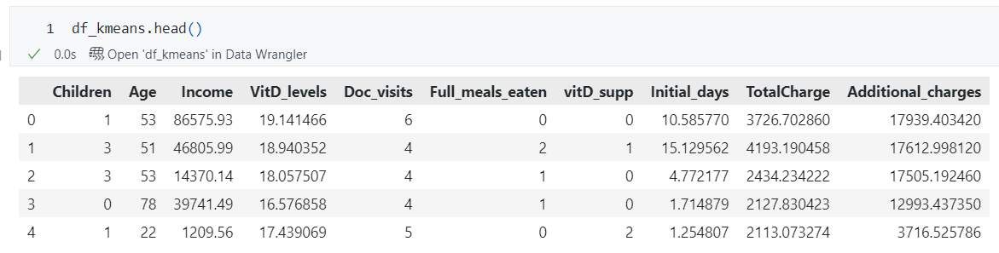 1 df_kmeans.head()
0.0s Open 'df_kmeans' in Data Wrangler
Children Age Income VitD_levels Doc_visits Full_meals_eaten vitD_supp Initial_days TotalCharge Additional_charges
0 1 53 86575.93 19.141466 6 0 0 10.585770 3726.702860 17939.403420
1 3 51 46805.99 18.940352 4 2 1 15.129562 4193.190458 17612.998120
2 3 53 14370.14 18.057507 4 1 0 4.772177 2434.234222 17505.192460
3 0 78 39741.49 16.576858 4 1 0 1.714879 2127.830423 12993.437350
4 1 22 1209.56 17.439069 5 0 2 1.254807 2113.073274 3716.525786